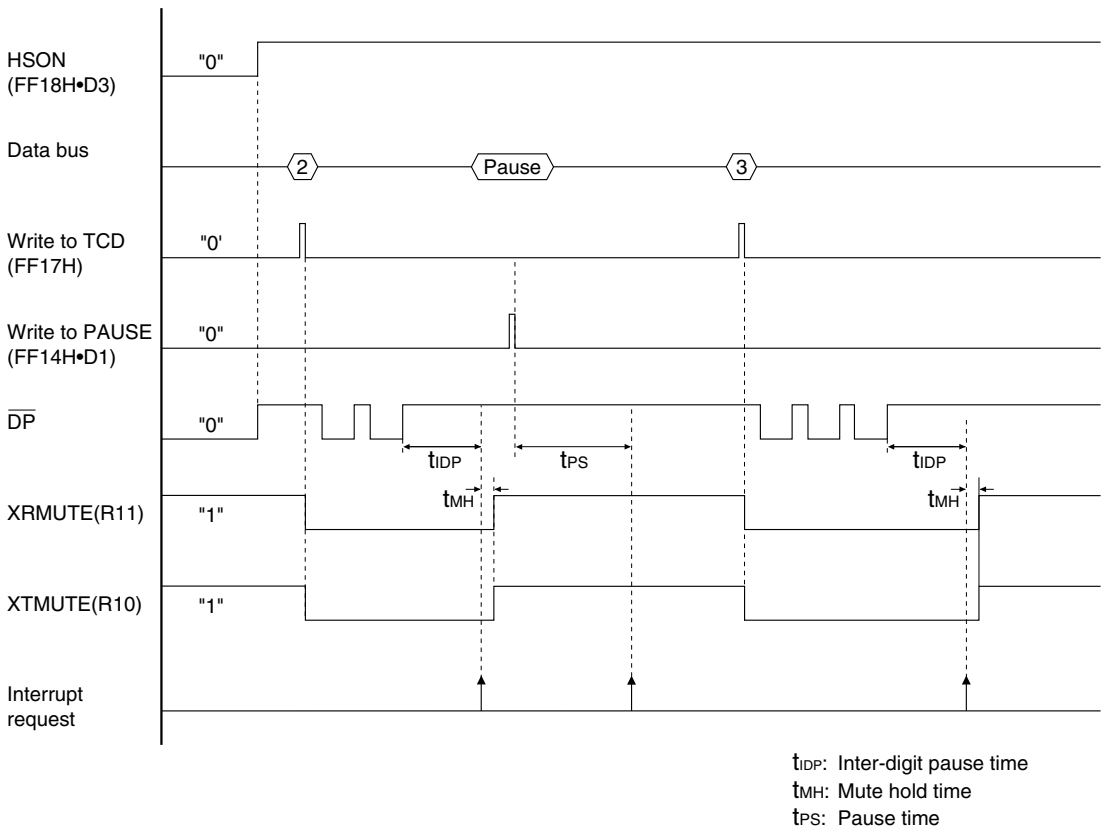 HSON
(FF18H•D3)
"0"
Data bus
2
Pause
3
Write to TCD
(FF17H)
"0'
Write to PAUSE
(FF14H•D1)
"0"
DP
"0"
tIDP
tPS
tIDP
tMH
tMH
XRMUTE(R11)
"1"
XTMUTE(R10)
"1"
Interrupt
request
tIDP: Inter-digit pause time
tMH: Mute hold time
tPS: Pause time